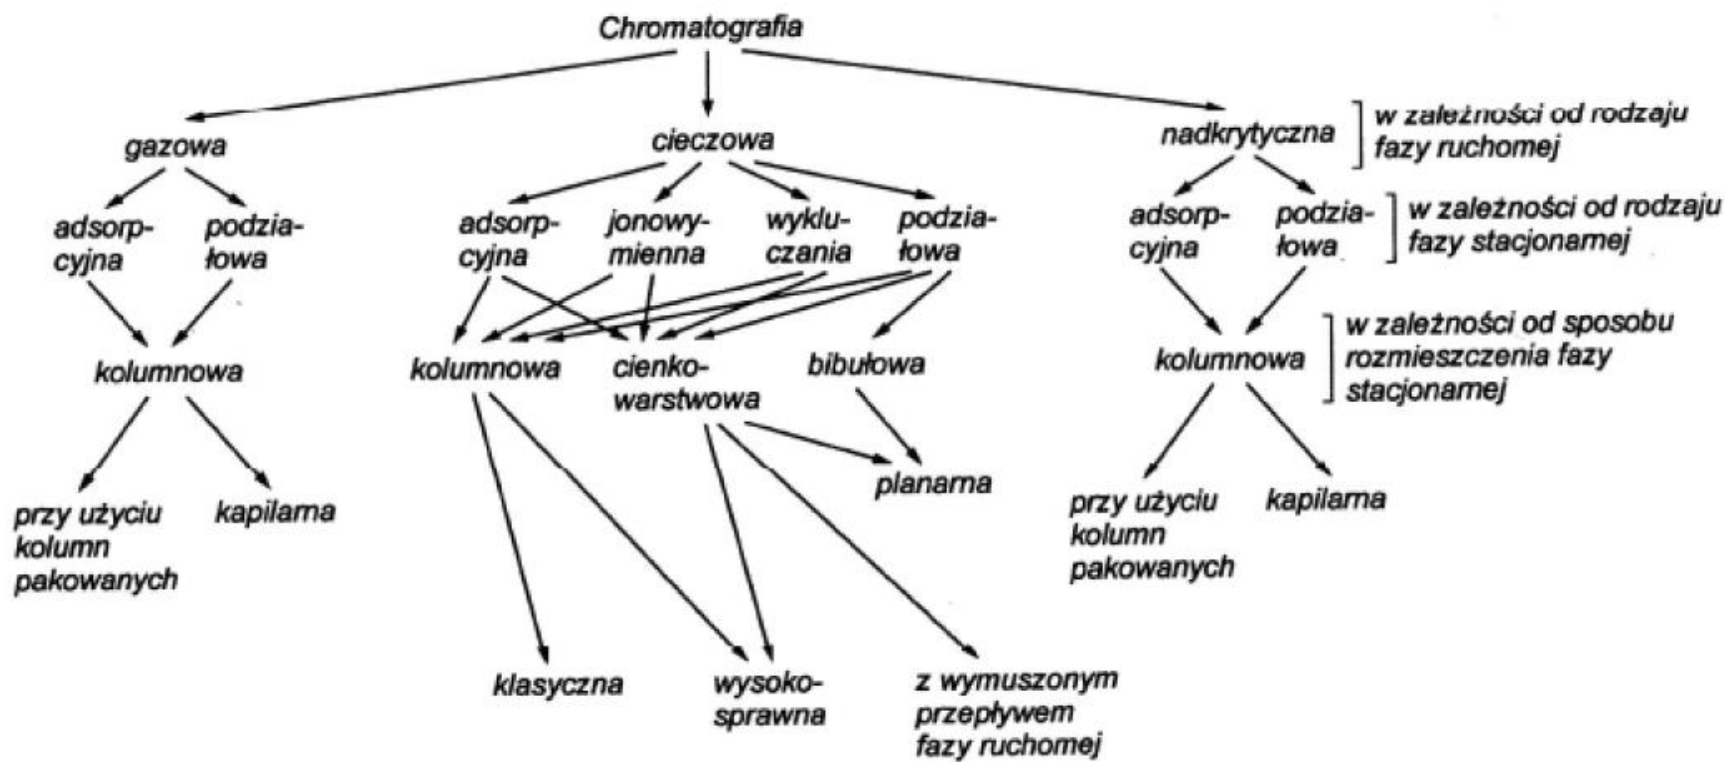 Chromatografia
gazowa
cieczowa
nadkrytyczna
w zależności od rodzaju
fazy ruchomej
adsorp-
cyjna
podzia-
łowa
adsorp-
cyjna
jonowy-
mienna
wyklu-
czania
podzia-
łowa
adsorp-
cyjna
podzia-
łowa
w zależności od rodzaju
fazy stacjonarnej
kolumnowa
kolumnowa
cienko-
warstwowa
bibułowa
kolumnowa
w zależności od sposobu
rozmieszczenia fazy
stacjonarnej
przy użyciu
kolumn
pakowanych
kapilarna
planarna
przy użyciu
kolumn
pakowanych
kapilarna
klasyczna
wysoko-
sprawna
z wymuszonym
przepływem
fazy ruchomej